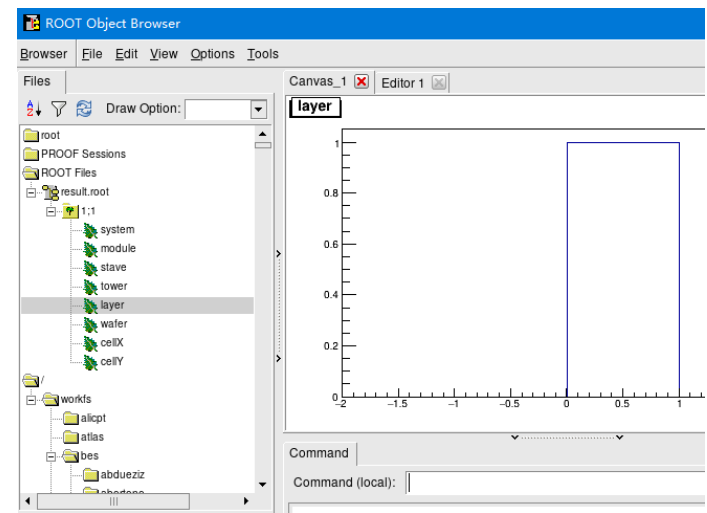 ROOT Object Browser
Browser File Edit View Options Tools
Files
Draw Option:
root
PROOF Sessions
ROOT Files
result.root
1;1
system
module
stave
tower
layer
wafer
cellX
cellY
/
workfs
alicpt
atlas
bes
abdueziz
Canvas_1 Editor 1
layer
1
0.8
0.6
0.4
0.2
0
−2 −1.5 −1 −0.5 0 0.5 1
Command
Command (local):